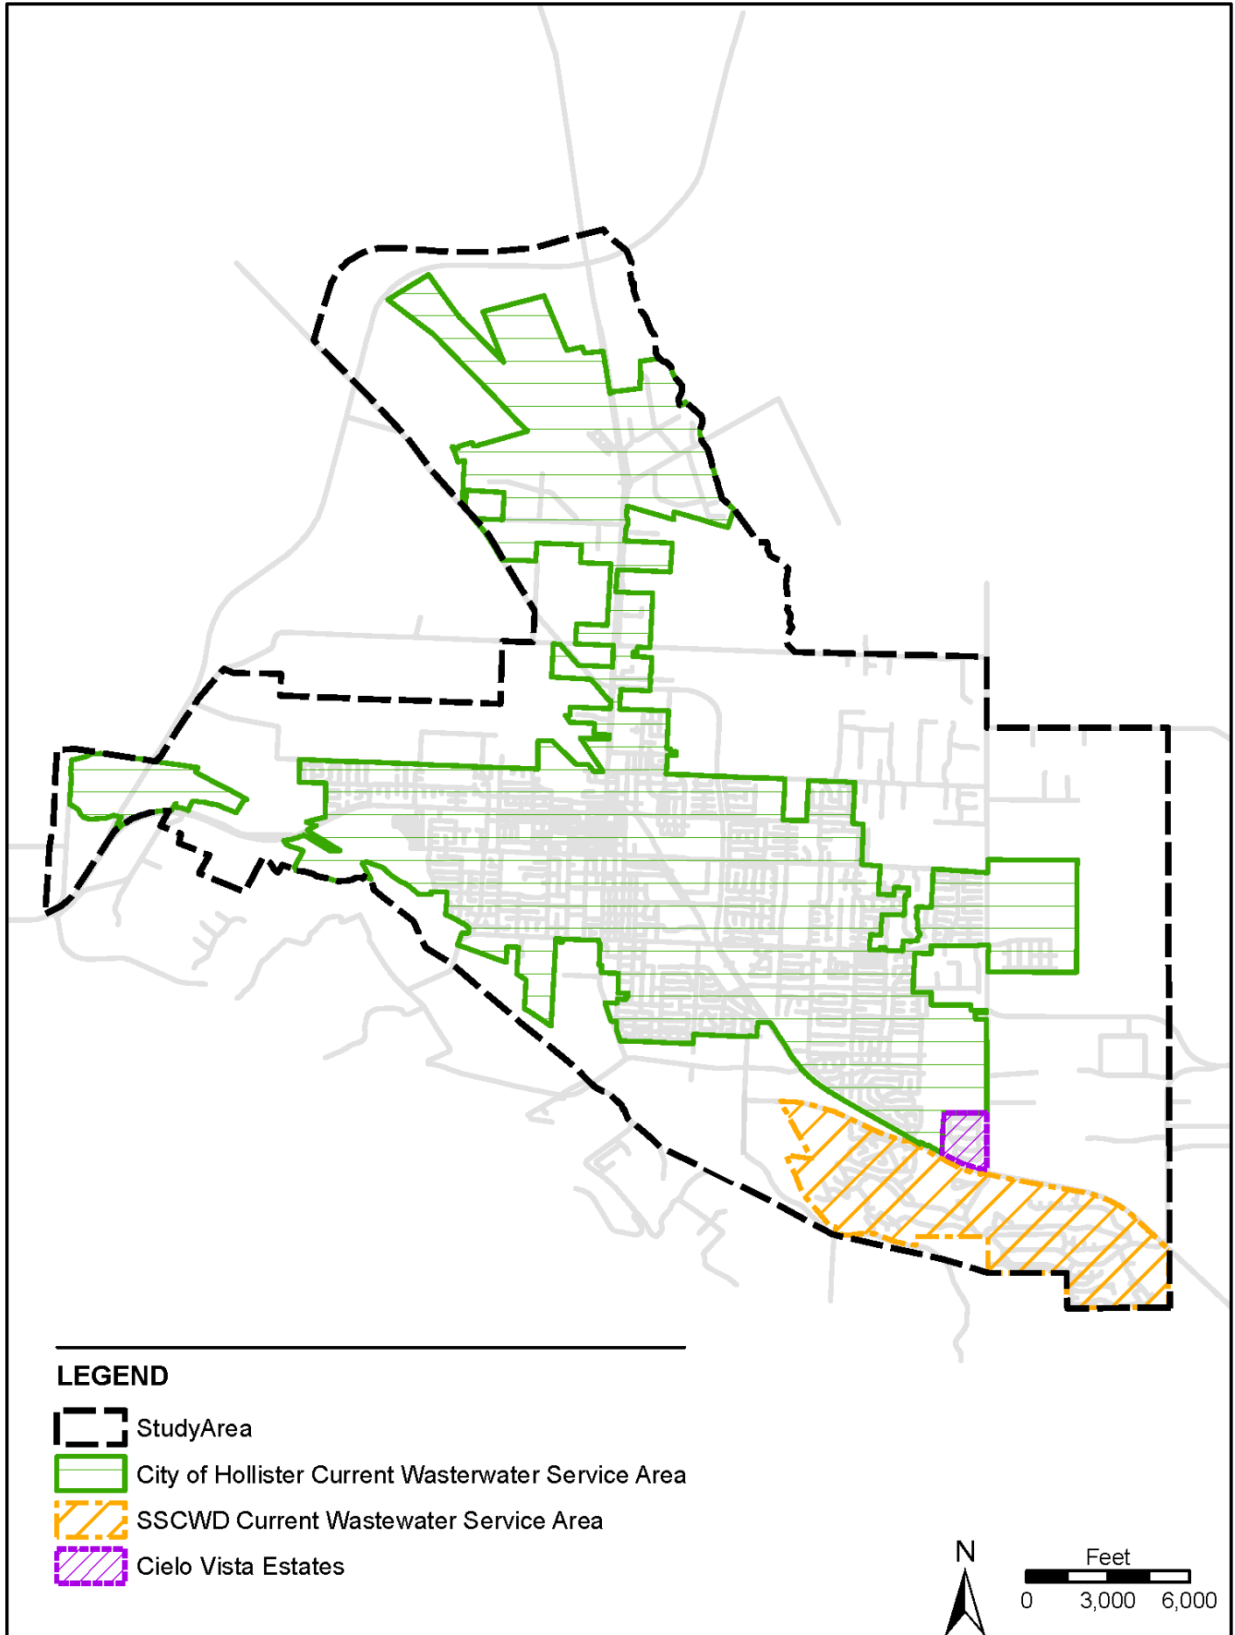 LEGEND
StudyArea
City of Hollister Current Wasterwater Service Area
SSCWD Current Wastewater Service Area
Cielo Vista Estates
N
Feet
0 3,000 6,000